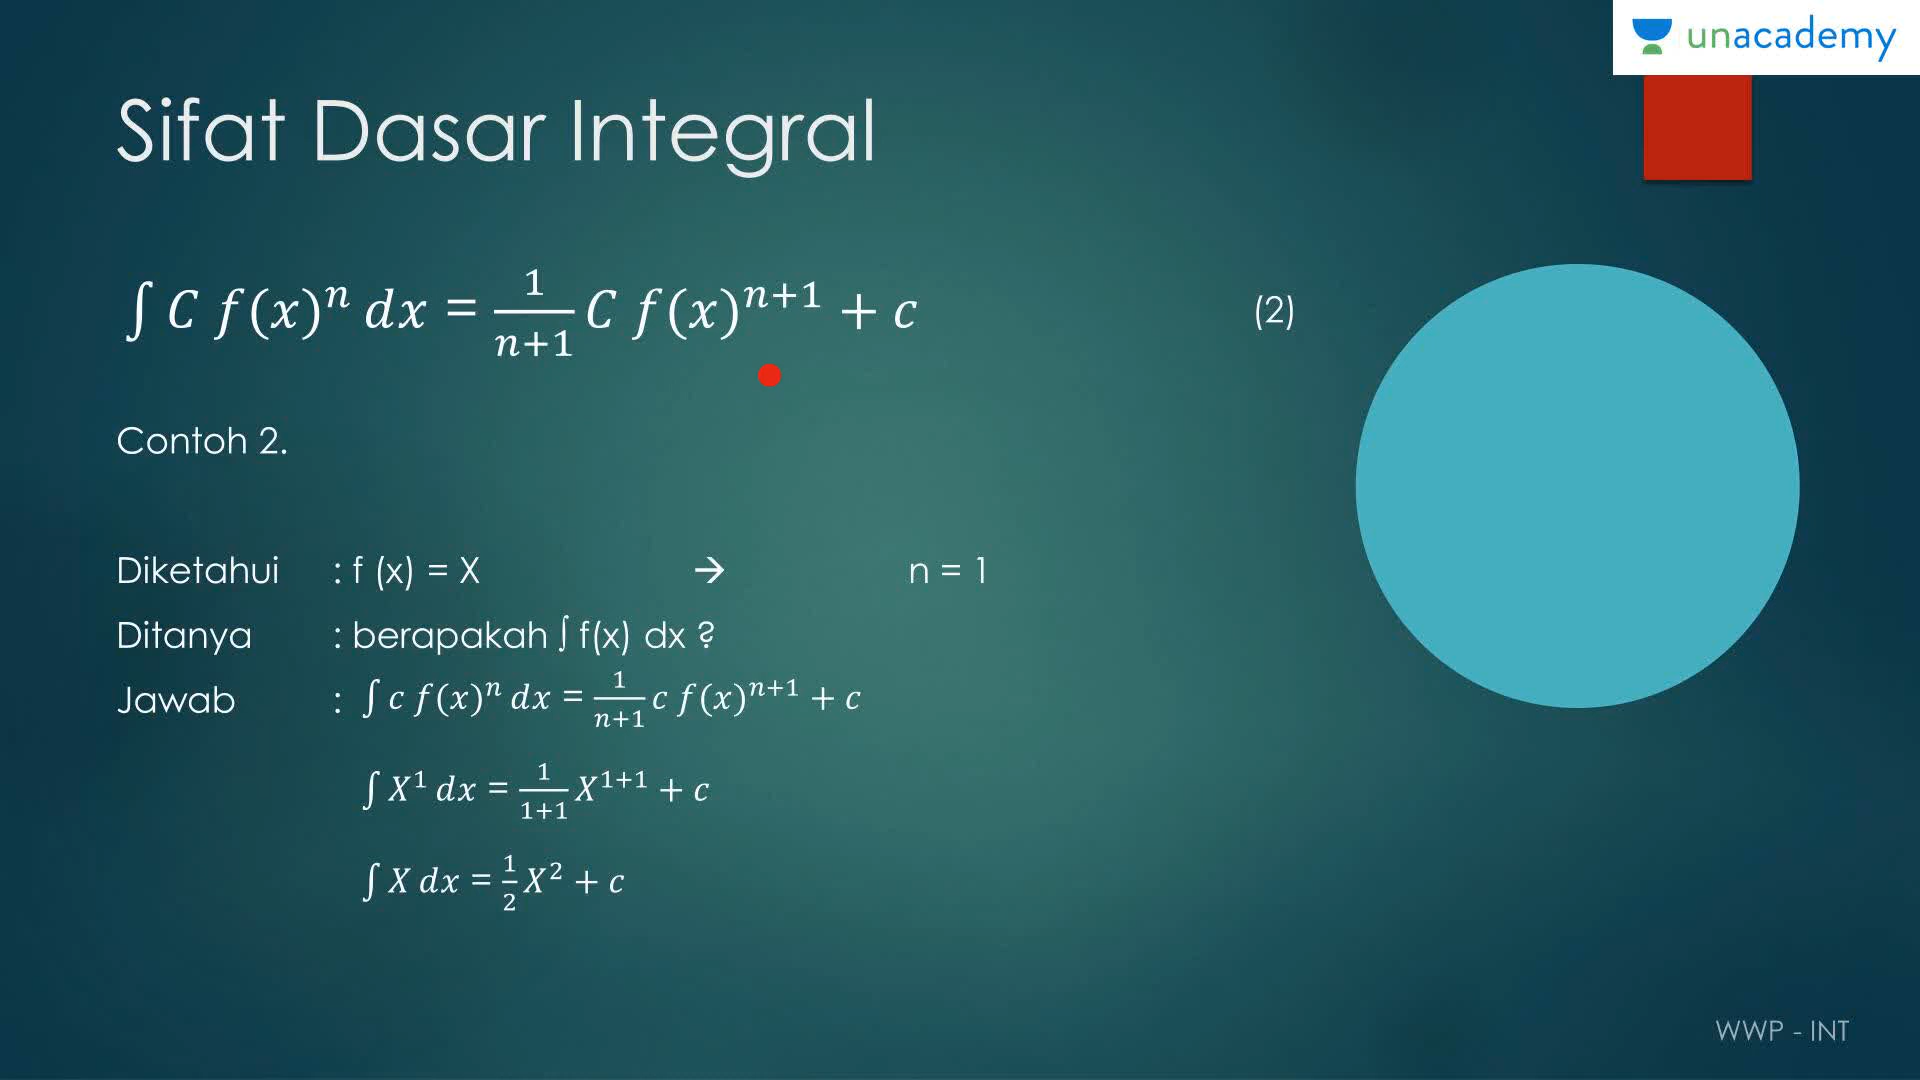 unacademy
Sifat Dasar Integral
∫ C f(x)ⁿ dx = 1/(n+1) C f(x)ⁿ⁺¹ + c (2)
Contoh 2.
Diketahui : f (x) = X → n = 1
Ditanya : berapakah ∫ f(x) dx ?
Jawab : ∫ c f(x)ⁿ dx = 1/(n+1) c f(x)ⁿ⁺¹ + c
∫ X¹ dx = 1/(1+1) X¹⁺¹ + c
∫ X dx = 1/2 X² + c
WWP - INT